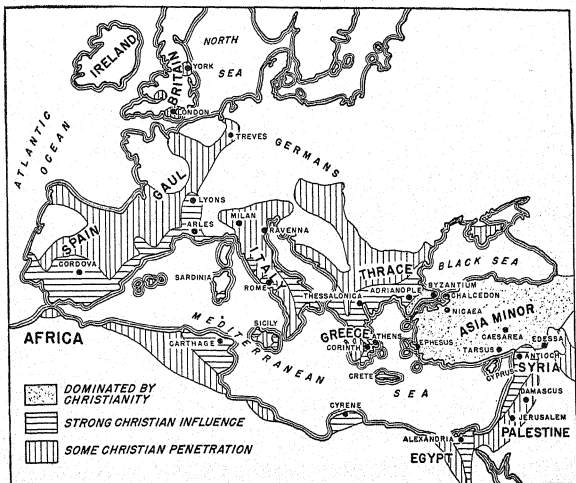 NORTH
SEA
IRELAND
BRITAIN
YORK
LONDON
ATLANTIC
OCEAN
TREVES
GERMANS
GAUL
LYONS
MILAN
ARLES
RAVENNA
SPAIN
CORDOVA
ITALY
SARDINIA
ROME
THRACE
BLACK SEA
ADRIANOPLE
BYZANTIUM
CHALCEDON
THESSALONICA
NICAEA
ASIA MINOR
MEDITERRANEAN
SEA
SICILY
GREECE
ATHENS
CORINTH
EPHESUS
CAESAREA
EDESSA
TARSUS
ANTIOCH
AFRICA
CARTHAGE
CRETE
CYPRUS
SYRIA
DAMASCUS
CYRENE
JERUSALEM
PALESTINE
ALEXANDRIA
EGYPT
DOMINATED BY
CHRISTIANITY
STRONG CHRISTIAN INFLUENCE
SOME CHRISTIAN PENETRATION